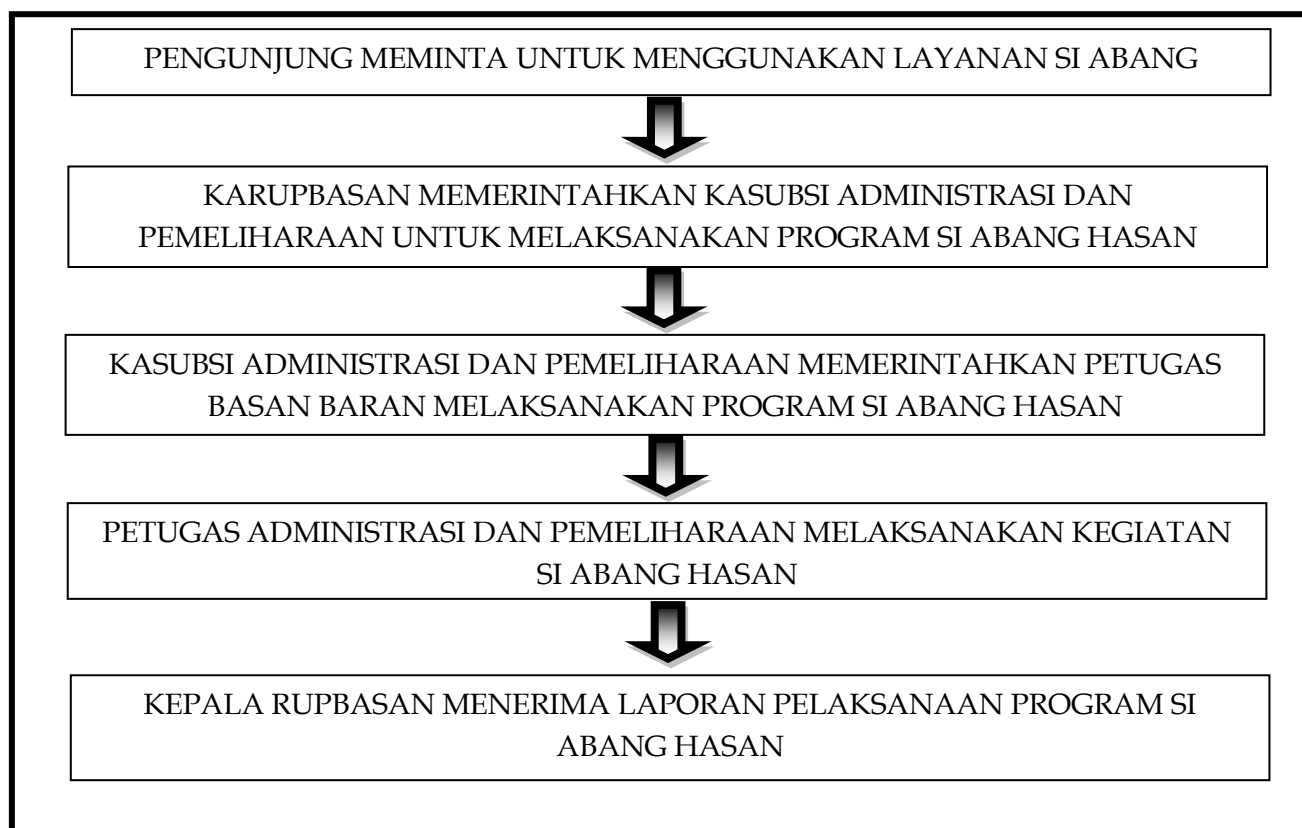 PENGUNJUNG MEMINTA UNTUK MENGGUNAKAN LAYANAN SI ABANG
KARUPBASAN MEMERINTAHKAN KASUBSI ADMINISTRASI DAN
PEMELIHARAAN UNTUK MELAKSANAKAN PROGRAM SI ABANG HASAN
KASUBSI ADMINISTRASI DAN PEMELIHARAAN MEMERINTAHKAN PETUGAS
BASAN BARAN MELAKSANAKAN PROGRAM SI ABANG HASAN
PETUGAS ADMINISTRASI DAN PEMELIHARAAN MELAKSANAKAN KEGIATAN
SI ABANG HASAN
KEPALA RUPBASAN MENERIMA LAPORAN PELAKSANAAN PROGRAM SI
ABANG HASAN